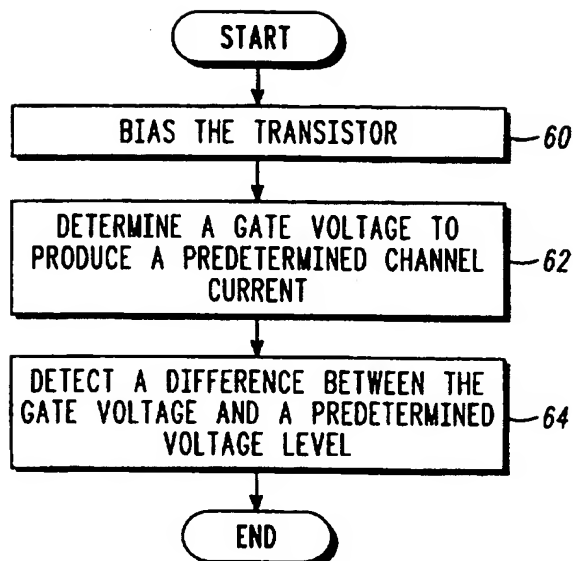 START
BIAS THE TRANSISTOR
60
DETERMINE A GATE VOLTAGE TO
PRODUCE A PREDETERMINED CHANNEL
CURRENT
62
DETECT A DIFFERENCE BETWEEN THE
GATE VOLTAGE AND A PREDETERMINED
VOLTAGE LEVEL
64
END